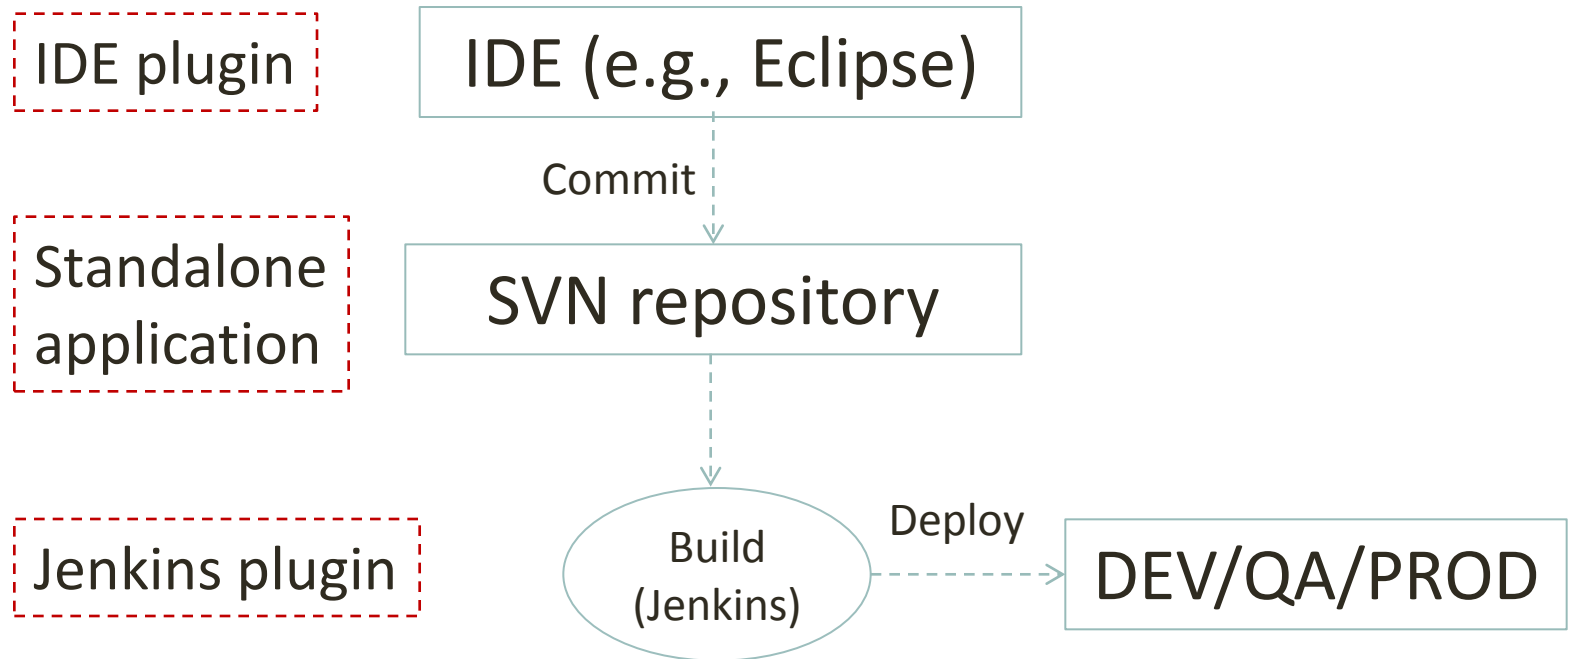 IDE plugin
IDE (e.g., Eclipse)
Commit
Standalone
application
SVN repository
Jenkins plugin
Build
(Jenkins)
Deploy
DEV/QA/PROD